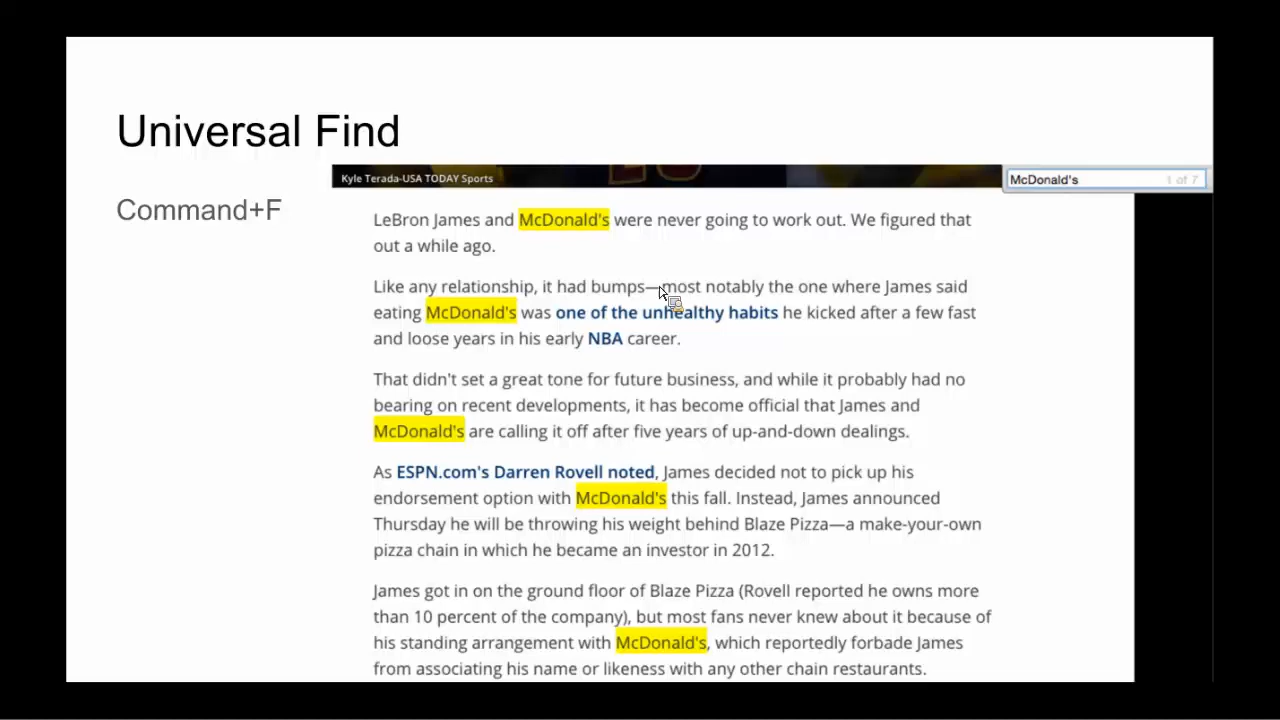 Universal Find
Command+F
Kyle Terada-USA TODAY Sports
McDonald's 1 of 7
LeBron James and McDonald's were never going to work out. We figured that
out a while ago.
Like any relationship, it had bumps—most notably the one where James said
eating McDonald's was one of the unhealthy habits he kicked after a few fast
and loose years in his early NBA career.
That didn't set a great tone for future business, and while it probably had no
bearing on recent developments, it has become official that James and
McDonald's are calling it off after five years of up-and-down dealings.
As ESPN.com's Darren Rovell noted, James decided not to pick up his
endorsement option with McDonald's this fall. Instead, James announced
Thursday he will be throwing his weight behind Blaze Pizza—a make-your-own
pizza chain in which he became an investor in 2012.
James got in on the ground floor of Blaze Pizza (Rovell reported he owns more
than 10 percent of the company), but most fans never knew about it because of
his standing arrangement with McDonald's, which reportedly forbade James
from associating his name or likeness with any other chain restaurants.